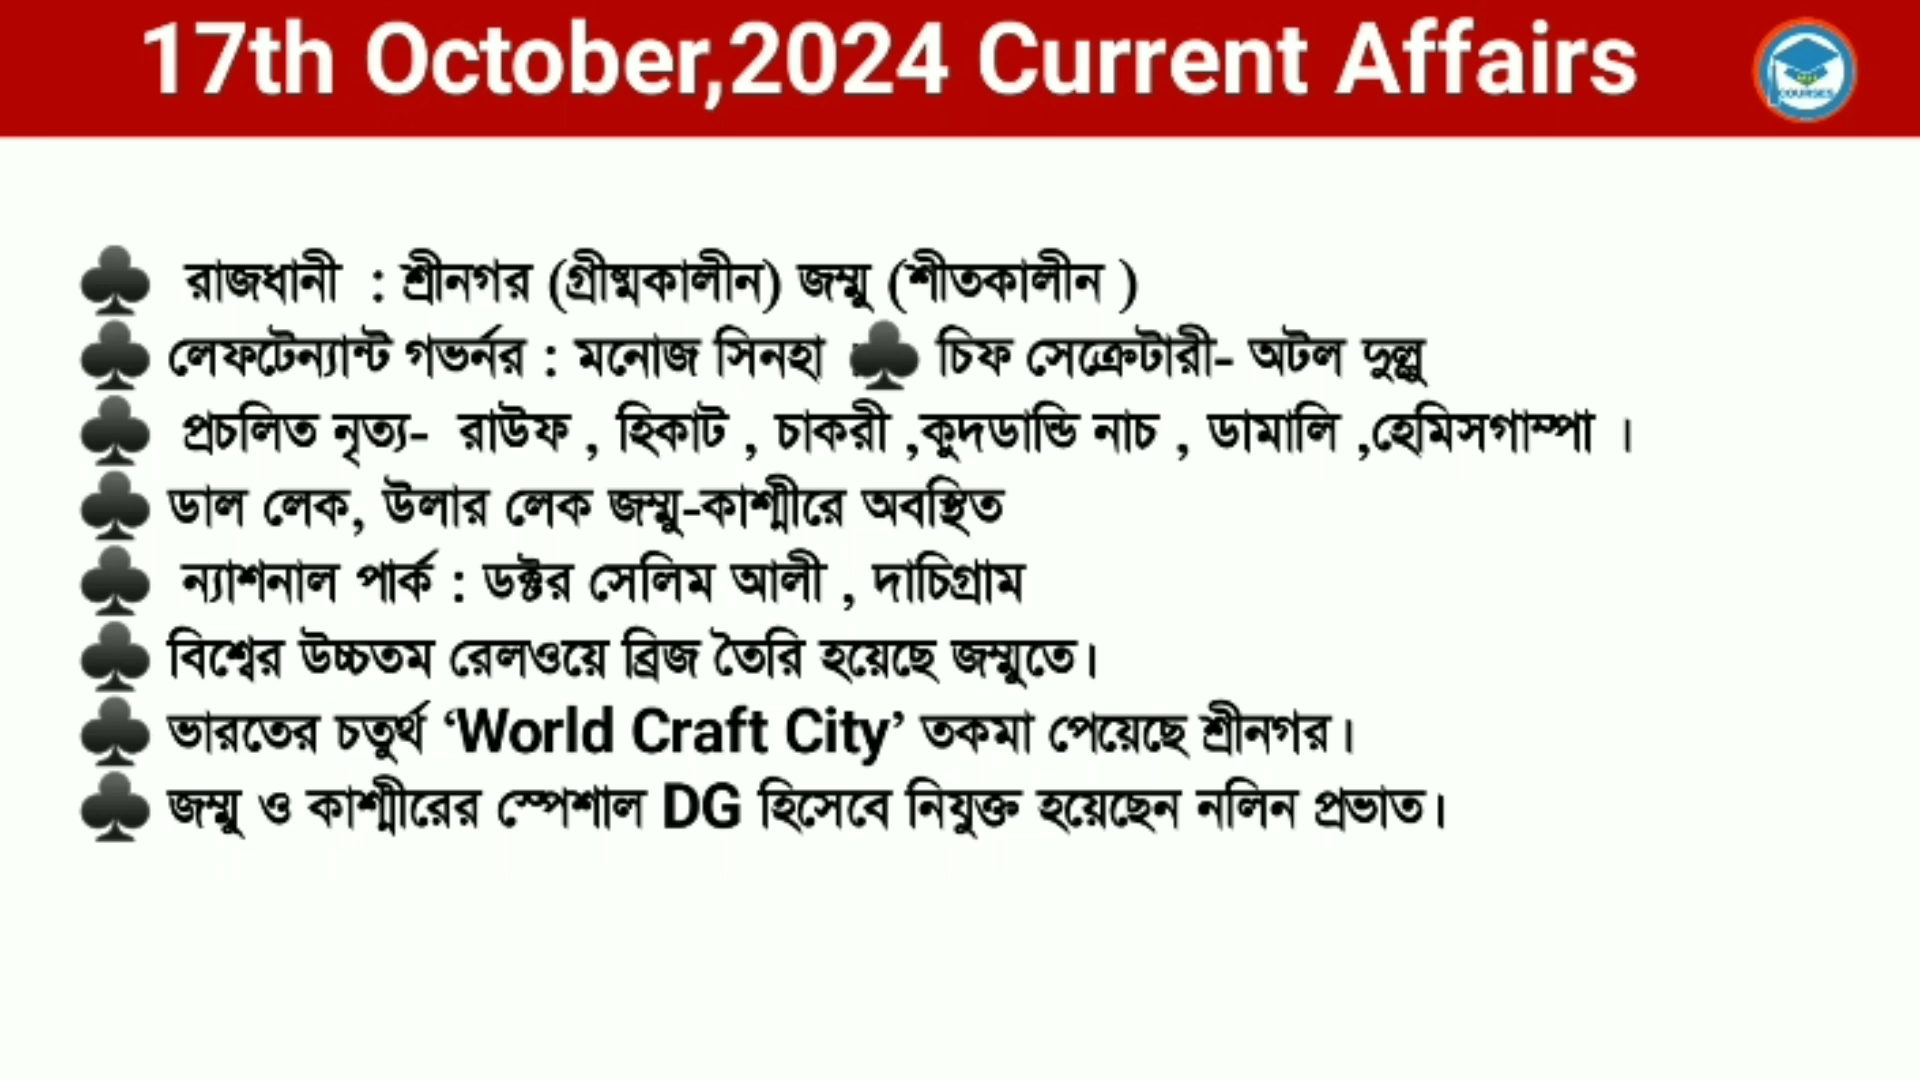 17th October,2024 Current Affairs
COURSES
♣ রাজধানী : শ্রীনগর (গ্রীষ্মকালীন) জম্মু (শীতকালীন )
♣ লেফটেন্যান্ট গভর্নর : মনোজ সিনহা ♣ চিফ সেক্রেটারী- অটল দুল্লু
♣ প্রচলিত নৃত্য- রাউফ , হিকাট , চাকরী ,কুদডান্ডি নাচ , ডামালি ,হেমিসগাম্পা ।
♣ ডাল লেক, উলার লেক জম্মু-কাশ্মীরে অবস্থিত
♣ ন্যাশনাল পার্ক : ডক্টর সেলিম আলী , দাচিগ্রাম
♣ বিশ্বের উচ্চতম রেলওয়ে ব্রিজ তৈরি হয়েছে জম্মুতে।
♣ ভারতের চতুর্থ ‘World Craft City’ তকমা পেয়েছে শ্রীনগর।
♣ জম্মু ও কাশ্মীরের স্পেশাল DG হিসেবে নিযুক্ত হয়েছেন নলিন প্রভাত।